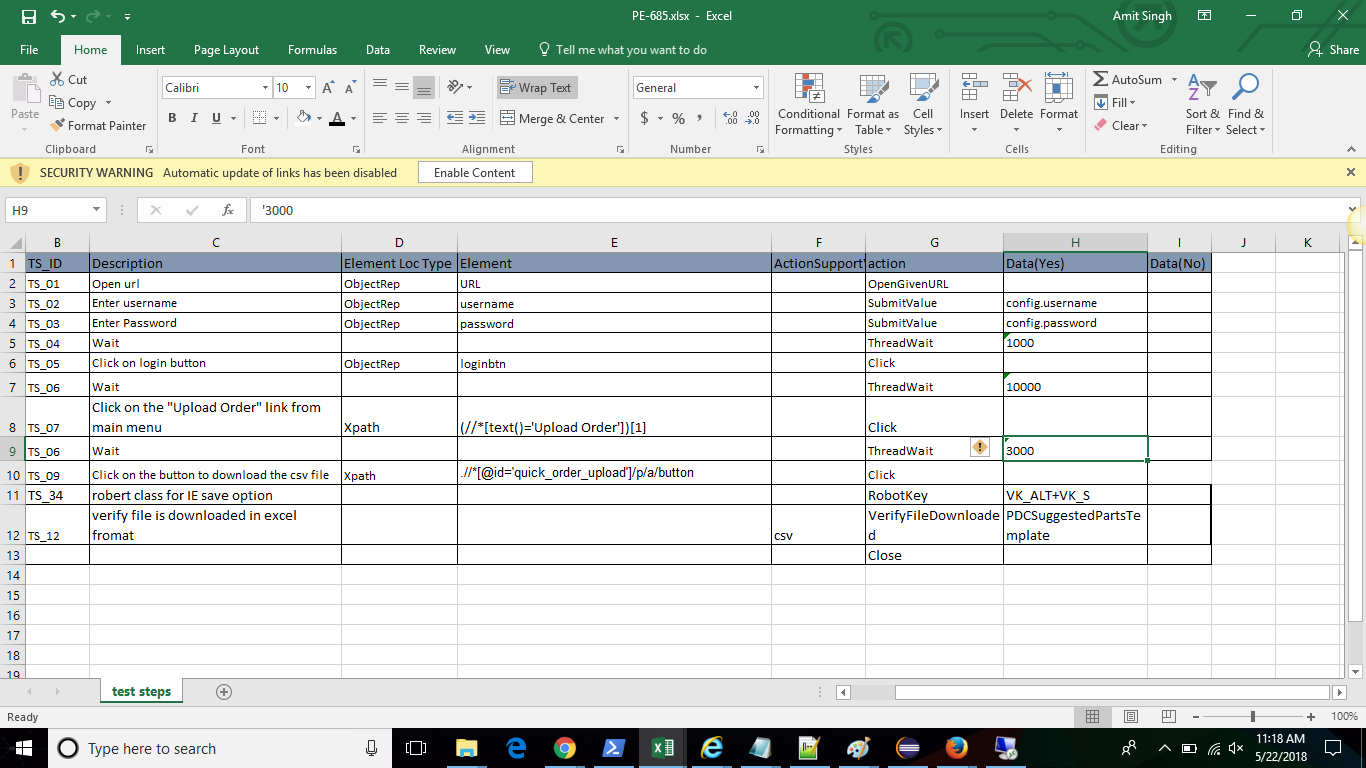 PE-685.xlsx - Excel
Amit Singh
File Home Insert Page Layout Formulas Data Review View Tell me what you want to do Share
Paste
Cut
Copy
Format Painter
Clipboard
Calibri 10
A A
B I U A
Font
Wrap Text
Merge & Center
Alignment
General
$ % ,
Number
Conditional Formatting
Format as Table
Cell Styles
Styles
Insert Delete Format
Cells
AutoSum
Fill
Clear
Sort & Filter
Find & Select
Editing
SECURITY WARNING Automatic update of links has been disabled Enable Content
H9 fx '3000
B C D E F G H I J K
1 TS_ID Description Element Loc Type Element ActionSupport action Data(Yes) Data(No)
2 TS_01 Open url ObjectRep URL OpenGivenURL
3 TS_02 Enter username ObjectRep username SubmitValue config.username
4 TS_03 Enter Password ObjectRep password SubmitValue config.password
5 TS_04 Wait ThreadWait 1000
6 TS_05 Click on login button ObjectRep loginbtn Click
7 TS_06 Wait ThreadWait 10000
Click on the "Upload Order" link from
8 TS_07 main menu Xpath (//*[text()='Upload Order'])[1] Click
9 TS_06 Wait ThreadWait 3000
10 TS_09 Click on the button to download the csv file Xpath .//*[@id='quick_order_upload']/p/a/button Click
11 TS_34 robert class for IE save option RobotKey VK_ALT+VK_S
verify file is downloaded in excel VerifyFileDownloade PDCSuggestedPartsTe
12 TS_12 fromat csv d mplate
13 Close
14
15
16
17
18
19
test steps
Ready 100%
Type here to search
11:18 AM
5/22/2018